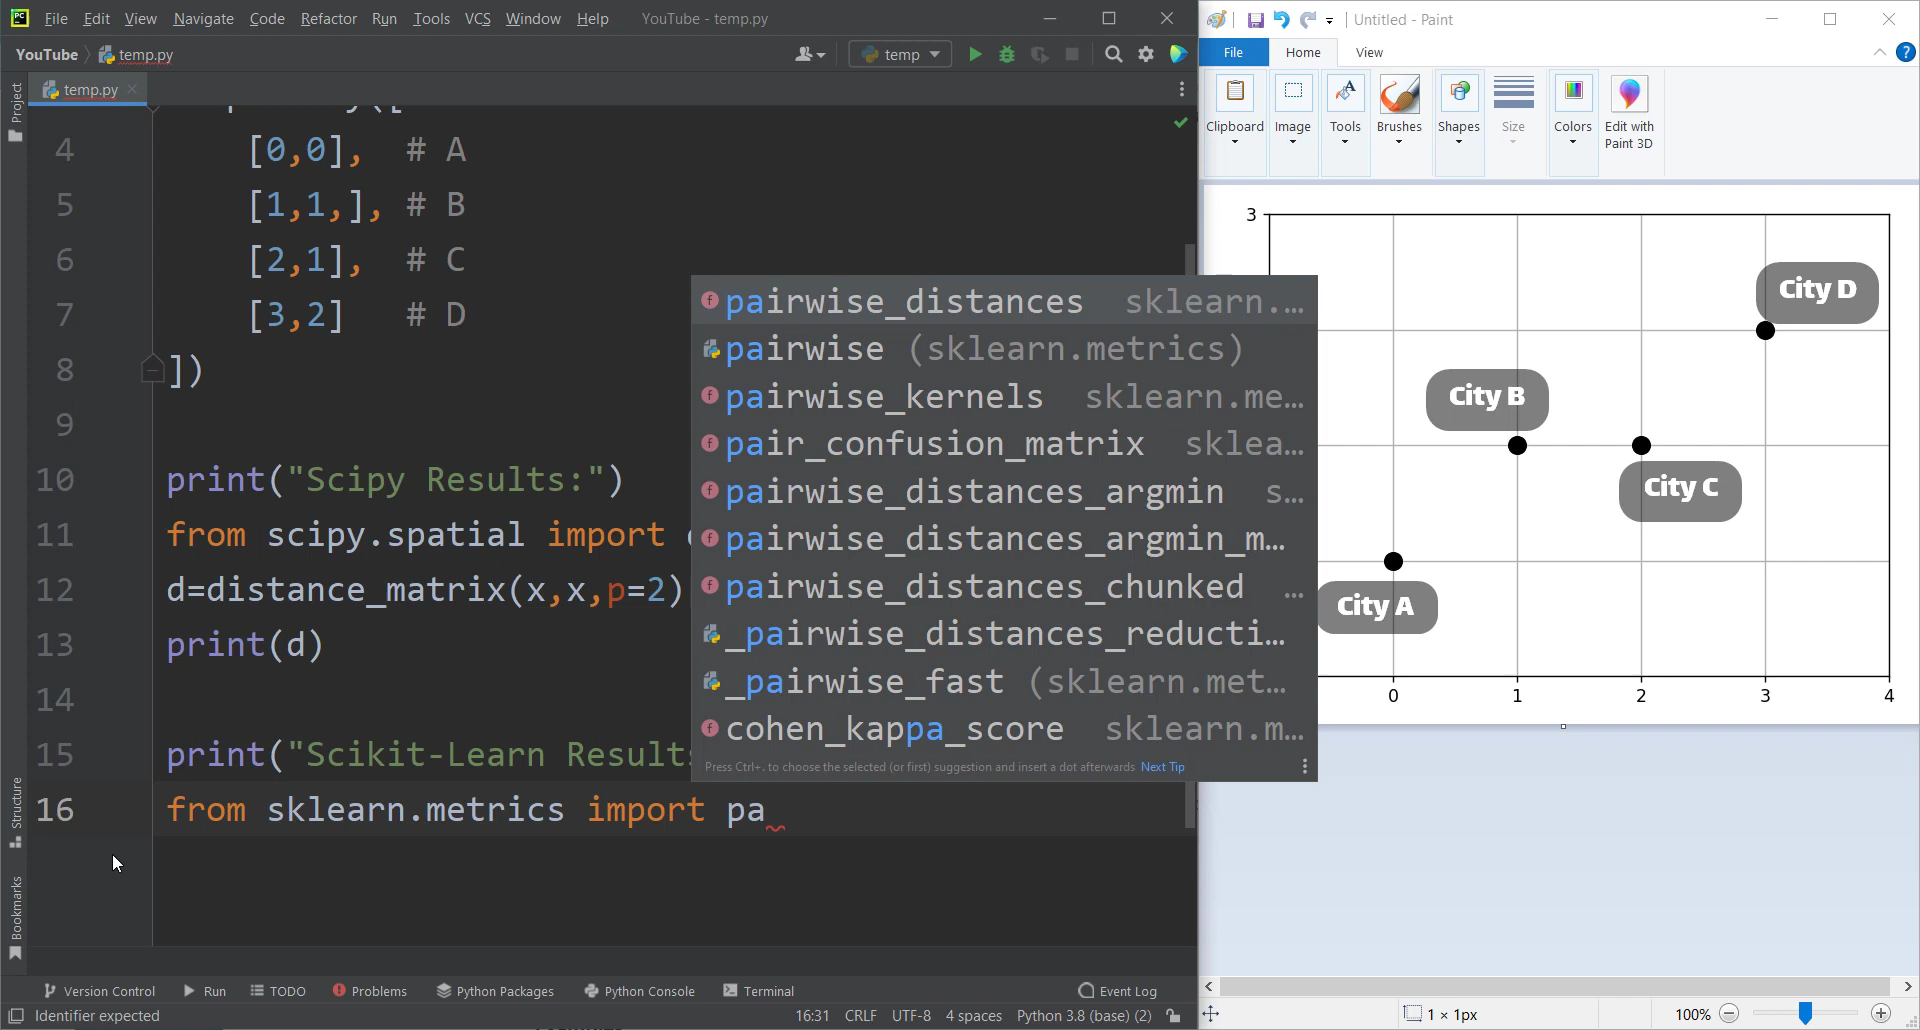 File Edit View Navigate Code Refactor Run Tools VCS Window Help YouTube - temp.py
YouTube temp.py temp
Project
temp.py
4 [0,0], # A
5 [1,1,], # B
6 [2,1], # C
7 [3,2] # D
8 ])
9
10 print("Scipy Results:")
11 from scipy.spatial import
12 d=distance_matrix(x,x,p=2)
13 print(d)
14
15 print("Scikit-Learn Results
16 from sklearn.metrics import pa
pairwise_distances sklearn....
pairwise (sklearn.metrics)
pairwise_kernels sklearn.me...
pair_confusion_matrix sklea...
pairwise_distances_argmin s...
pairwise_distances_argmin_m...
pairwise_distances_chunked ...
_pairwise_distances_reducti...
_pairwise_fast (sklearn.met...
cohen_kappa_score sklearn.m...
Press Ctrl+. to choose the selected (or first) suggestion and insert a dot afterwards Next Tip
Structure
Bookmarks
Version Control Run TODO Problems Python Packages Python Console Terminal Event Log
Identifier expected 16:31 CRLF UTF-8 4 spaces Python 3.8 (base) (2)
Untitled - Paint
File Home View
Clipboard Image Tools Brushes Shapes Size Colors Edit with
Paint 3D
3
City D
City B
City C
City A
0 1 2 3 4
1 × 1px 100%